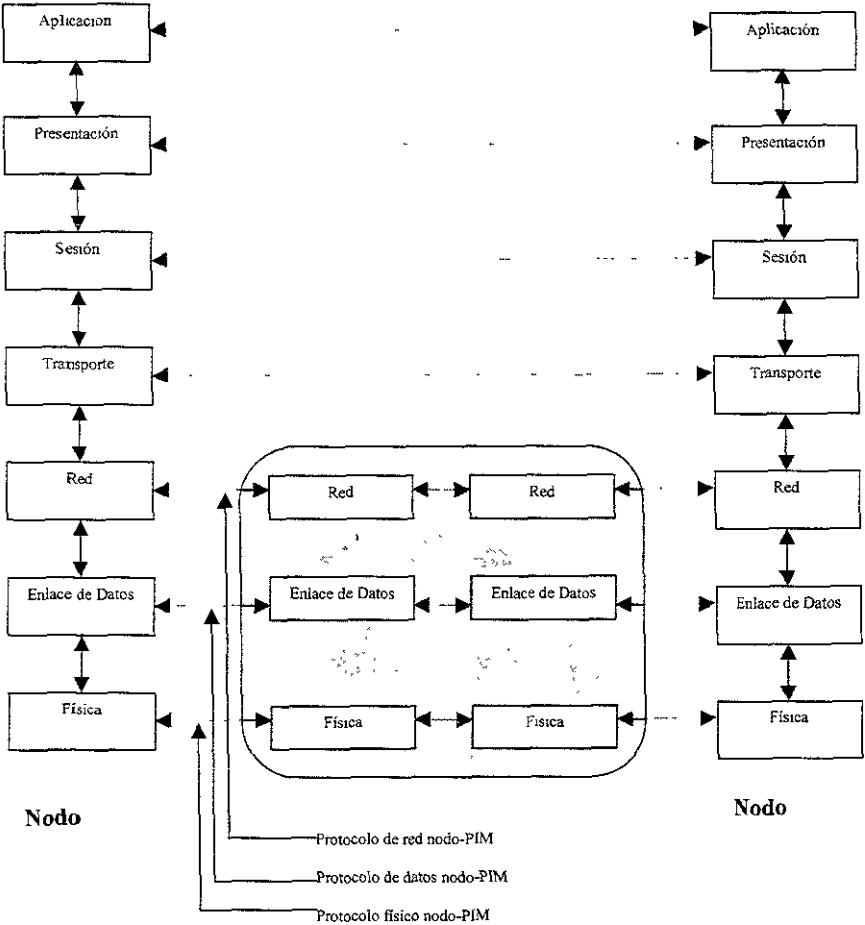 Aplicacion
Aplicación
Presentación
Presentación
Sesión
Sesión
Transporte
Transporte
Red
Red
Red
Red
Enlace de Datos
Enlace de Datos
Enlace de Datos
Enlace de Datos
Física
Física
Fisica
Física
Nodo
Nodo
Protocolo de red nodo-PIM
Protocolo de datos nodo-PIM
Protocolo físico nodo-PIM